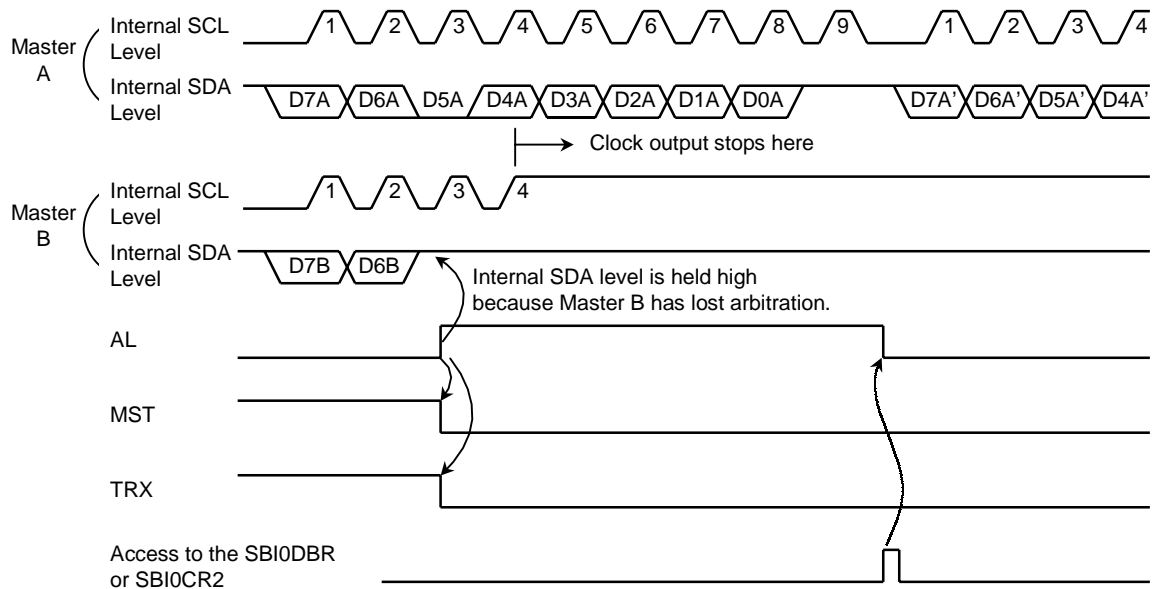 Master
A
Internal SCL
Level
1 2 3 4 5 6 7 8 9 1 2 3 4
Internal SDA
Level
D7A D6A D5A D4A D3A D2A D1A D0A D7A’ D6A’ D5A’ D4A’
Clock output stops here
Master
B
Internal SCL
Level
1 2 3 4
Internal SDA
Level
D7B D6B
Internal SDA level is held high
because Master B has lost arbitration.
AL
MST
TRX
Access to the SBI0DBR
or SBI0CR2